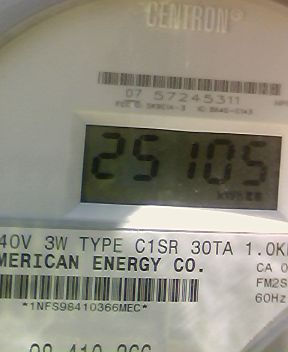 CENTRON®
07 57245311
25105
40V 3W TYPE C1SR 30TA 1.0K
MERICAN ENERGY CO.
CA 0
FM2S
60Hz
*1NFS98410366MEC*